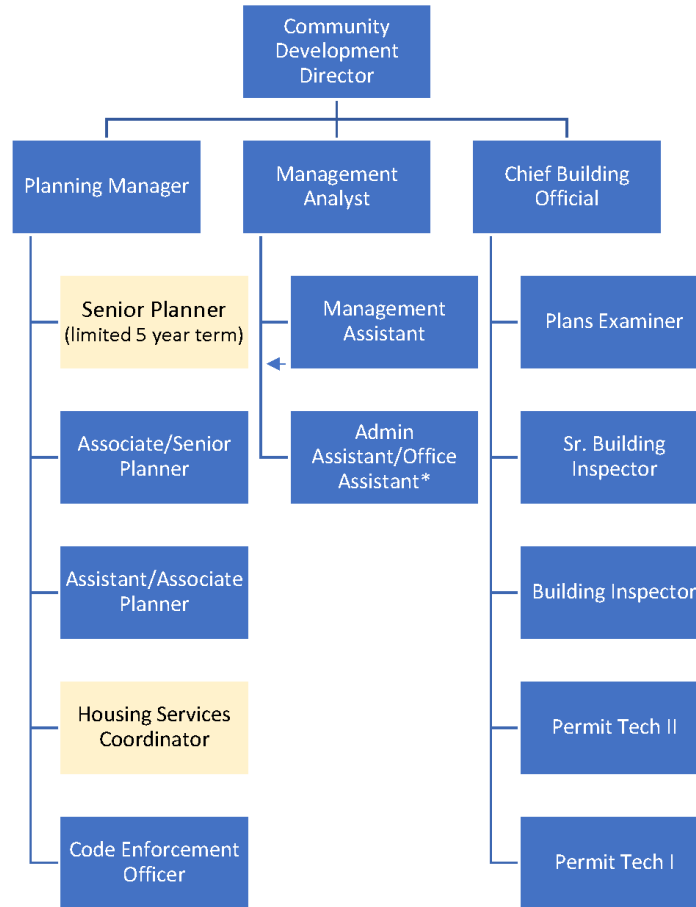 Community
Development
Director
Planning Manager
Management
Analyst
Chief Building
Official
Senior Planner
(limited 5 year term)
Management
Assistant
Plans Examiner
Associate/Senior
Planner
Admin
Assistant/Office
Assistant*
Sr. Building
Inspector
Assistant/Associate
Planner
Building Inspector
Housing Services
Coordinator
Permit Tech II
Code Enforcement
Officer
Permit Tech I